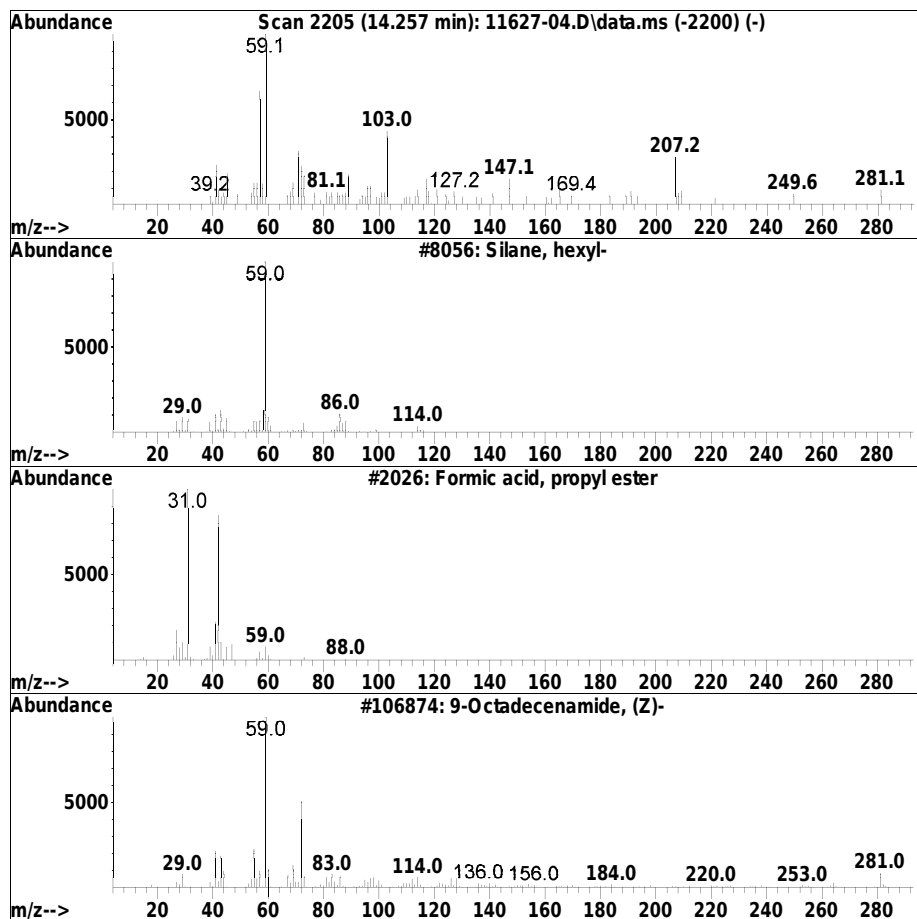 Abundance Scan 2205 (14.257 min): 11627-04.D\data.ms (-2200) (-)
59.1
5000
103.0
207.2
147.1
39.2 81.1 127.2 169.4 249.6 281.1
m/z--> 20 40 60 80 100 120 140 160 180 200 220 240 260 280
Abundance #8056: Silane, hexyl-
59.0
5000
29.0 86.0 114.0
m/z--> 20 40 60 80 100 120 140 160 180 200 220 240 260 280
Abundance #2026: Formic acid, propyl ester
31.0
5000
59.0 88.0
m/z--> 20 40 60 80 100 120 140 160 180 200 220 240 260 280
Abundance #106874: 9-Octadecenamide, (Z)-
59.0
5000
29.0 83.0 114.0 136.0 156.0 184.0 220.0 253.0 281.0
m/z--> 20 40 60 80 100 120 140 160 180 200 220 240 260 280